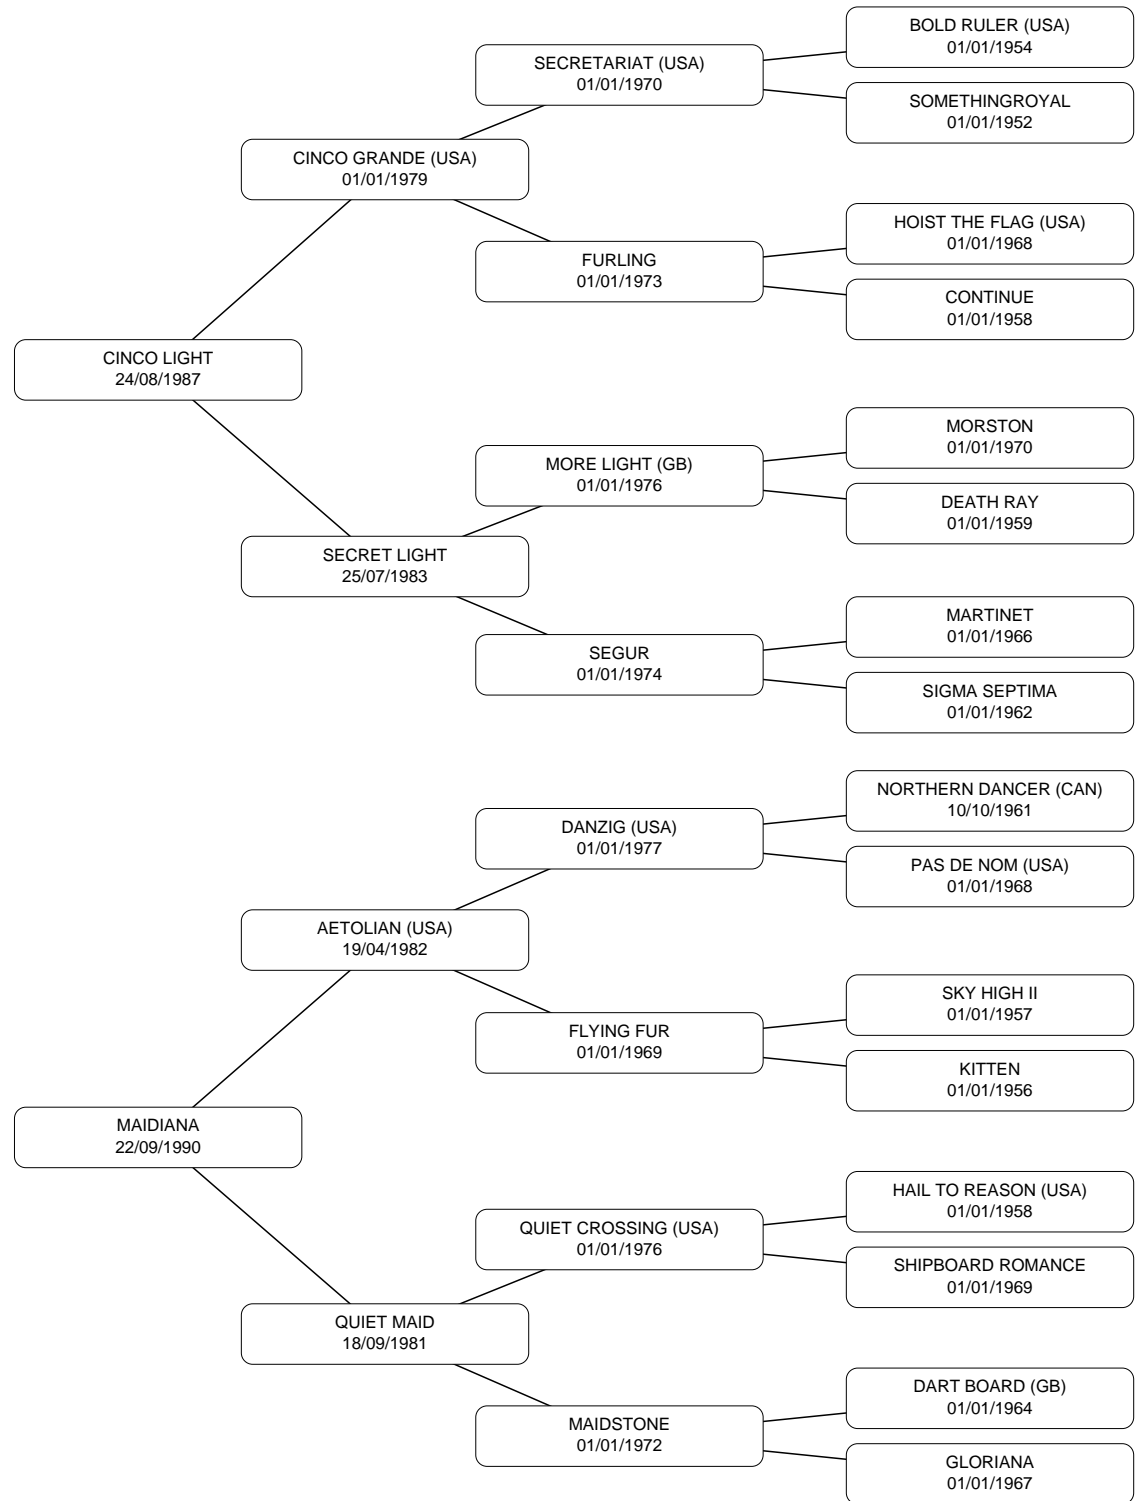 BOLD RULER (USA)
01/01/1954
SECRETARIAT (USA)
01/01/1970
SOMETHINGROYAL
01/01/1952
CINCO GRANDE (USA)
01/01/1979
HOIST THE FLAG (USA)
01/01/1968
FURLING
01/01/1973
CONTINUE
01/01/1958
CINCO LIGHT
24/08/1987
MORSTON
01/01/1970
MORE LIGHT (GB)
01/01/1976
DEATH RAY
01/01/1959
SECRET LIGHT
25/07/1983
MARTINET
01/01/1966
SEGUR
01/01/1974
SIGMA SEPTIMA
01/01/1962
NORTHERN DANCER (CAN)
10/10/1961
DANZIG (USA)
01/01/1977
PAS DE NOM (USA)
01/01/1968
AETOLIAN (USA)
19/04/1982
SKY HIGH II
01/01/1957
FLYING FUR
01/01/1969
KITTEN
01/01/1956
MAIDIANA
22/09/1990
HAIL TO REASON (USA)
01/01/1958
QUIET CROSSING (USA)
01/01/1976
SHIPBOARD ROMANCE
01/01/1969
QUIET MAID
18/09/1981
DART BOARD (GB)
01/01/1964
MAIDSTONE
01/01/1972
GLORIANA
01/01/1967